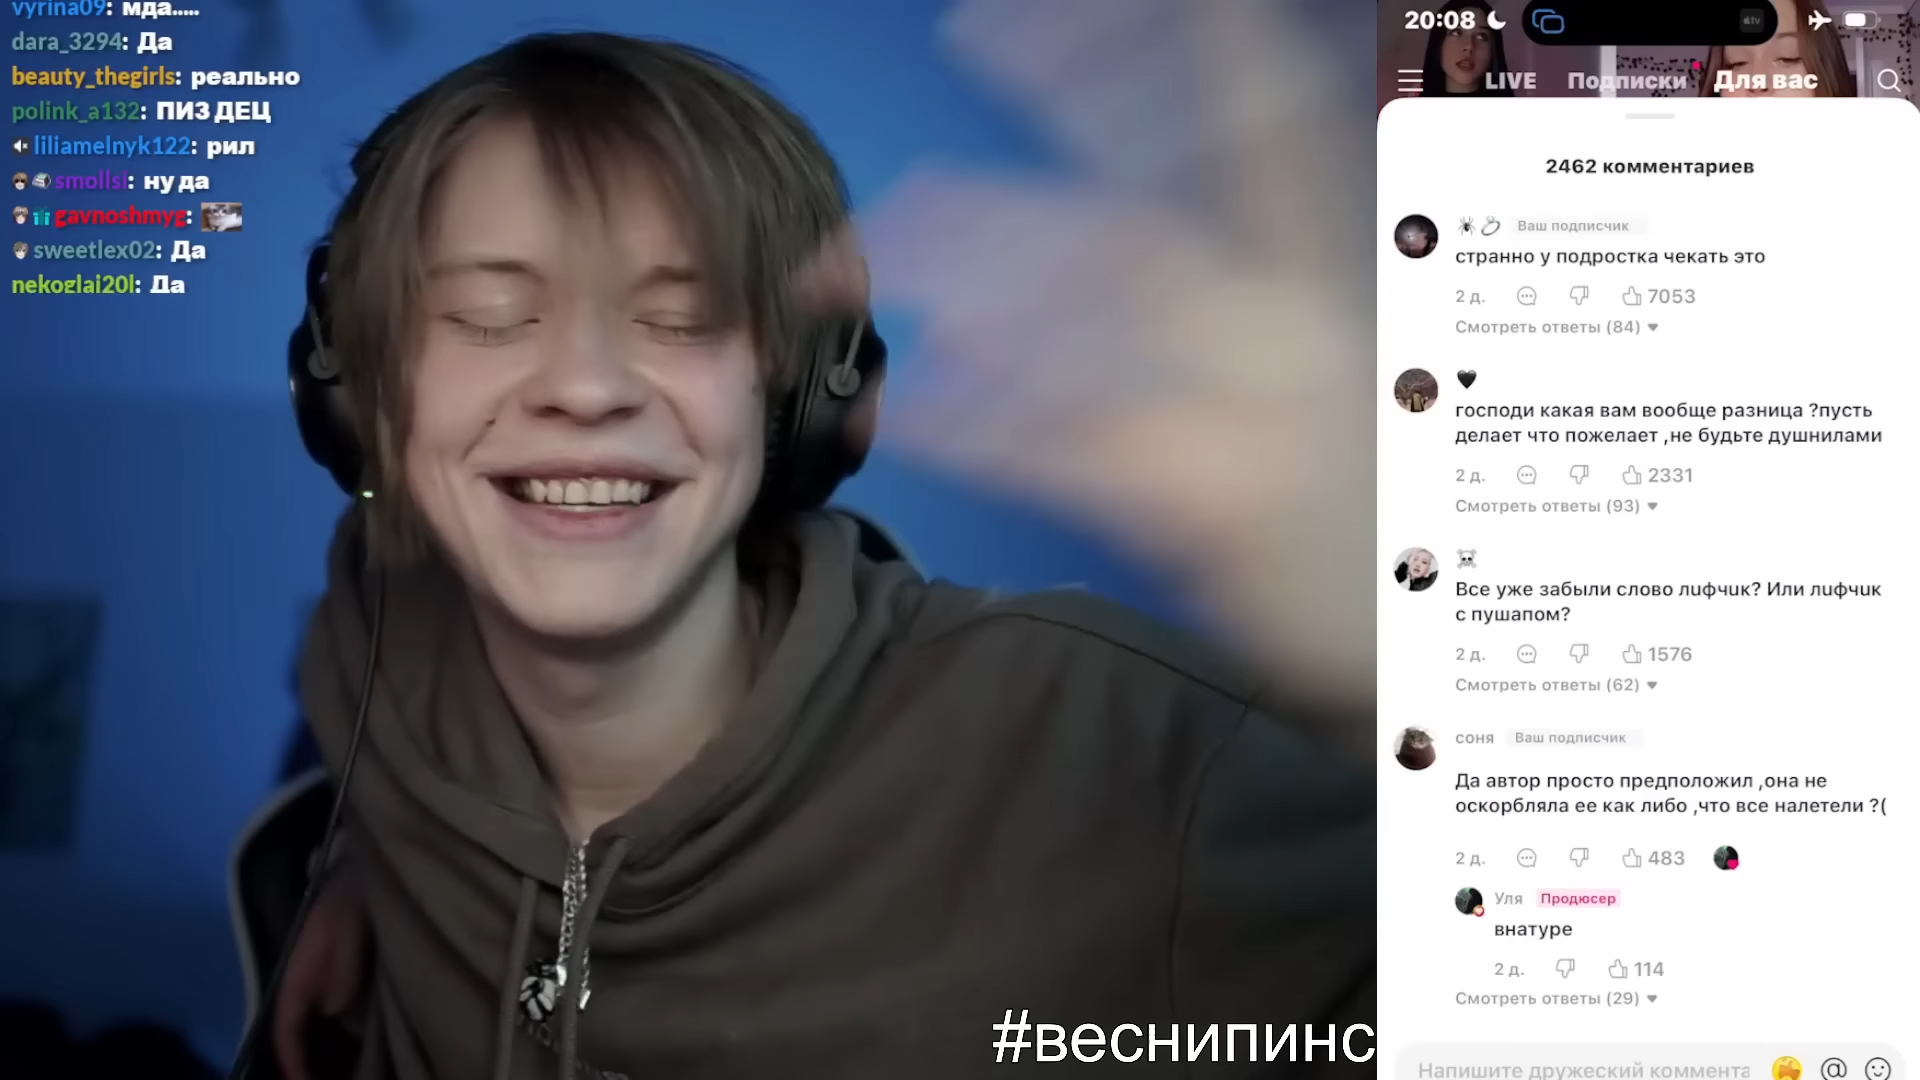 vyrina09: мда.....
dara_3294: Да
beauty_thegirls: реально
polink_a132: ПИЗДЕЦ
liliamelnyk122: рил
smollsl: ну да
gavnoshmyg:
sweetlex02: Да
nekoglai20l: Да
#веснипинс
20:08
tv
LIVE Подписки Для вас
2462 комментариев
Ваш подписчик
странно у подростка чекать это
2 д. 7053
Смотреть ответы (84)
господи какая вам вообще разница ?пусть
делает что пожелает ,не будьте душнилами
2 д. 2331
Смотреть ответы (93)
Все уже забыли слово лuфчuк? Или лuфчuк
с пушапом?
2 д. 1576
Смотреть ответы (62)
соня Ваш подписчик
Да автор просто предположил ,она не
оскорбляла ее как либо ,что все налетели ?(
2 д. 483
Уля Продюсер
внатуре
2 д. 114
Смотреть ответы (29)
Напишите дружеский коммента